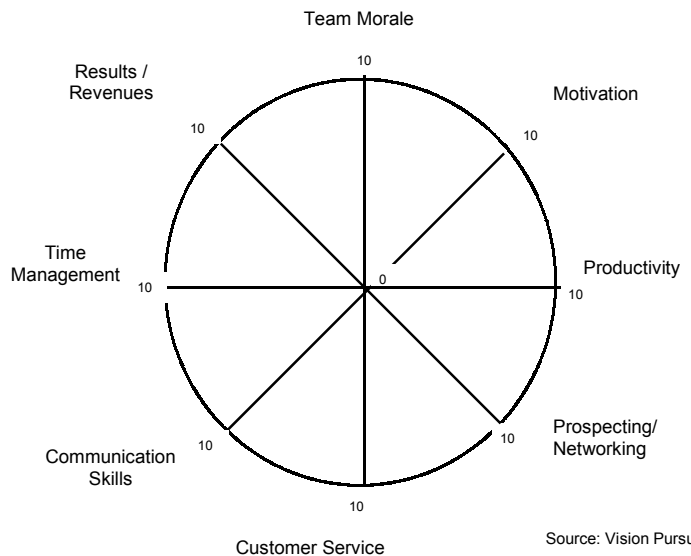 Team Morale
10
Results /
Revenues
10
Motivation
10
Time
Management
10
0
Productivity
10
Communication
Skills
10
Prospecting/
Networking
10
10
Customer Service
Source: Vision Pursu